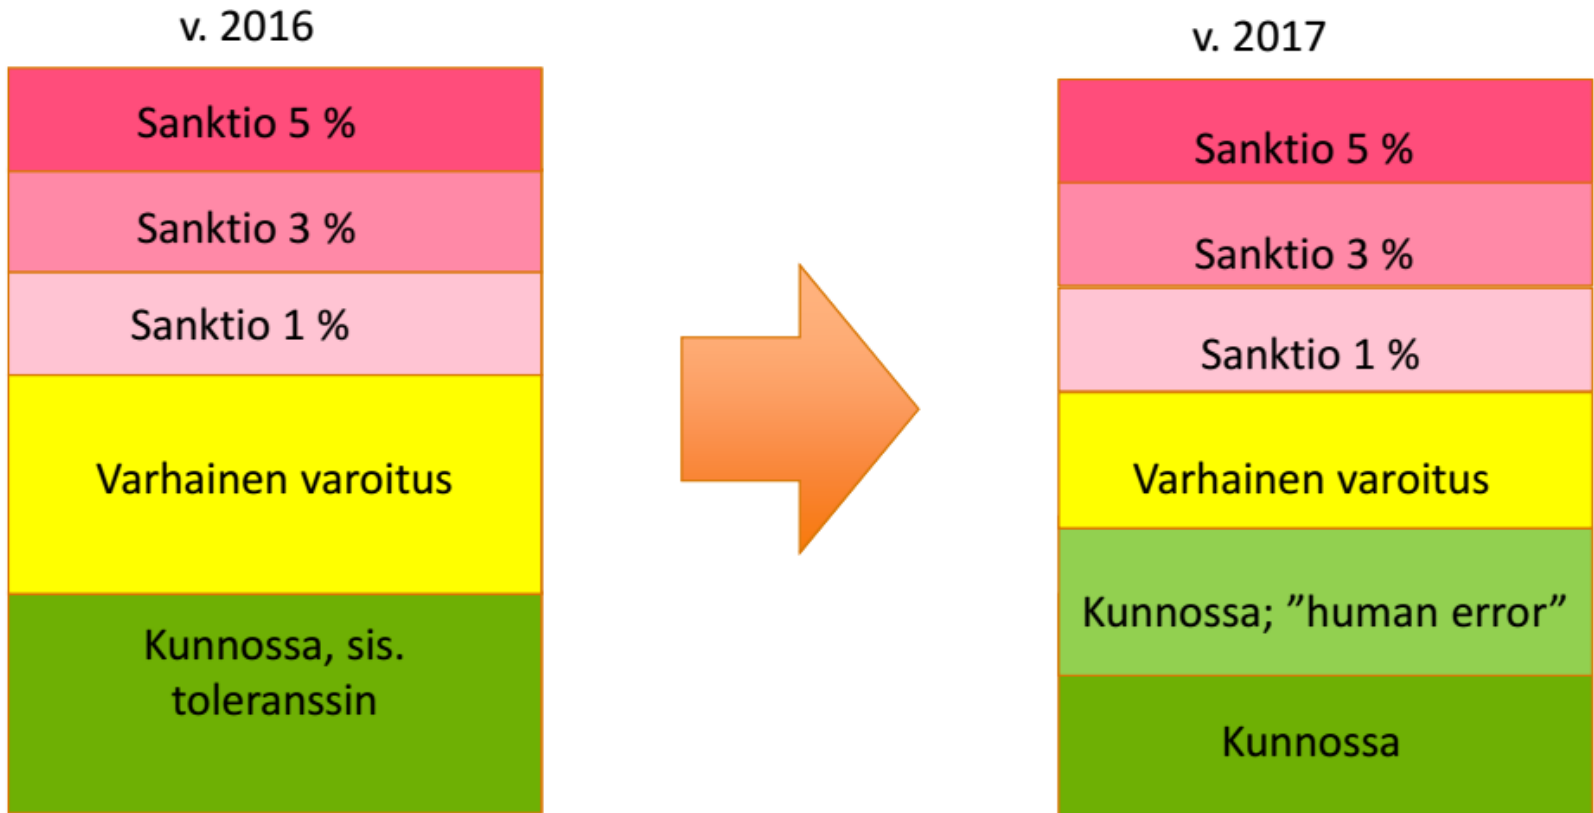 v. 2016
Sanktio 5 %
Sanktio 3 %
Sanktio 1 %
Varhainen varoitus
Kunnossa, sis.
toleranssin
v. 2017
Sanktio 5 %
Sanktio 3 %
Sanktio 1 %
Varhainen varoitus
Kunnossa; ”human error”
Kunnossa